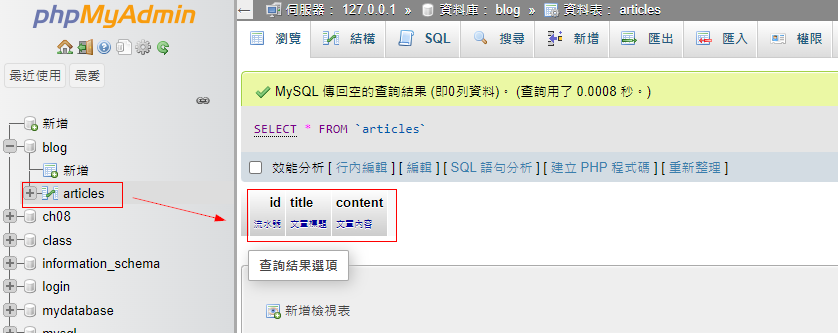 phpMyAdmin
最近使用 最愛
新增
blog
新增
articles
ch08
class
information_schema
login
mydatabase
mysql
伺服器： 127.0.0.1 » 資料庫： blog » 資料表： articles
瀏覽 結構 SQL 搜尋 新增 匯出 匯入 權限
MySQL 傳回空的查詢結果 (即0列資料)。 (查詢用了 0.0008 秒。)
SELECT * FROM `articles`
效能分析 [ 行內編輯 ] [ 編輯 ] [ SQL 語句分析 ] [ 建立 PHP 程式碼 ] [ 重新整理 ]
id title content
流水號 文章標題 文章內容
查詢結果選項
新增檢視表